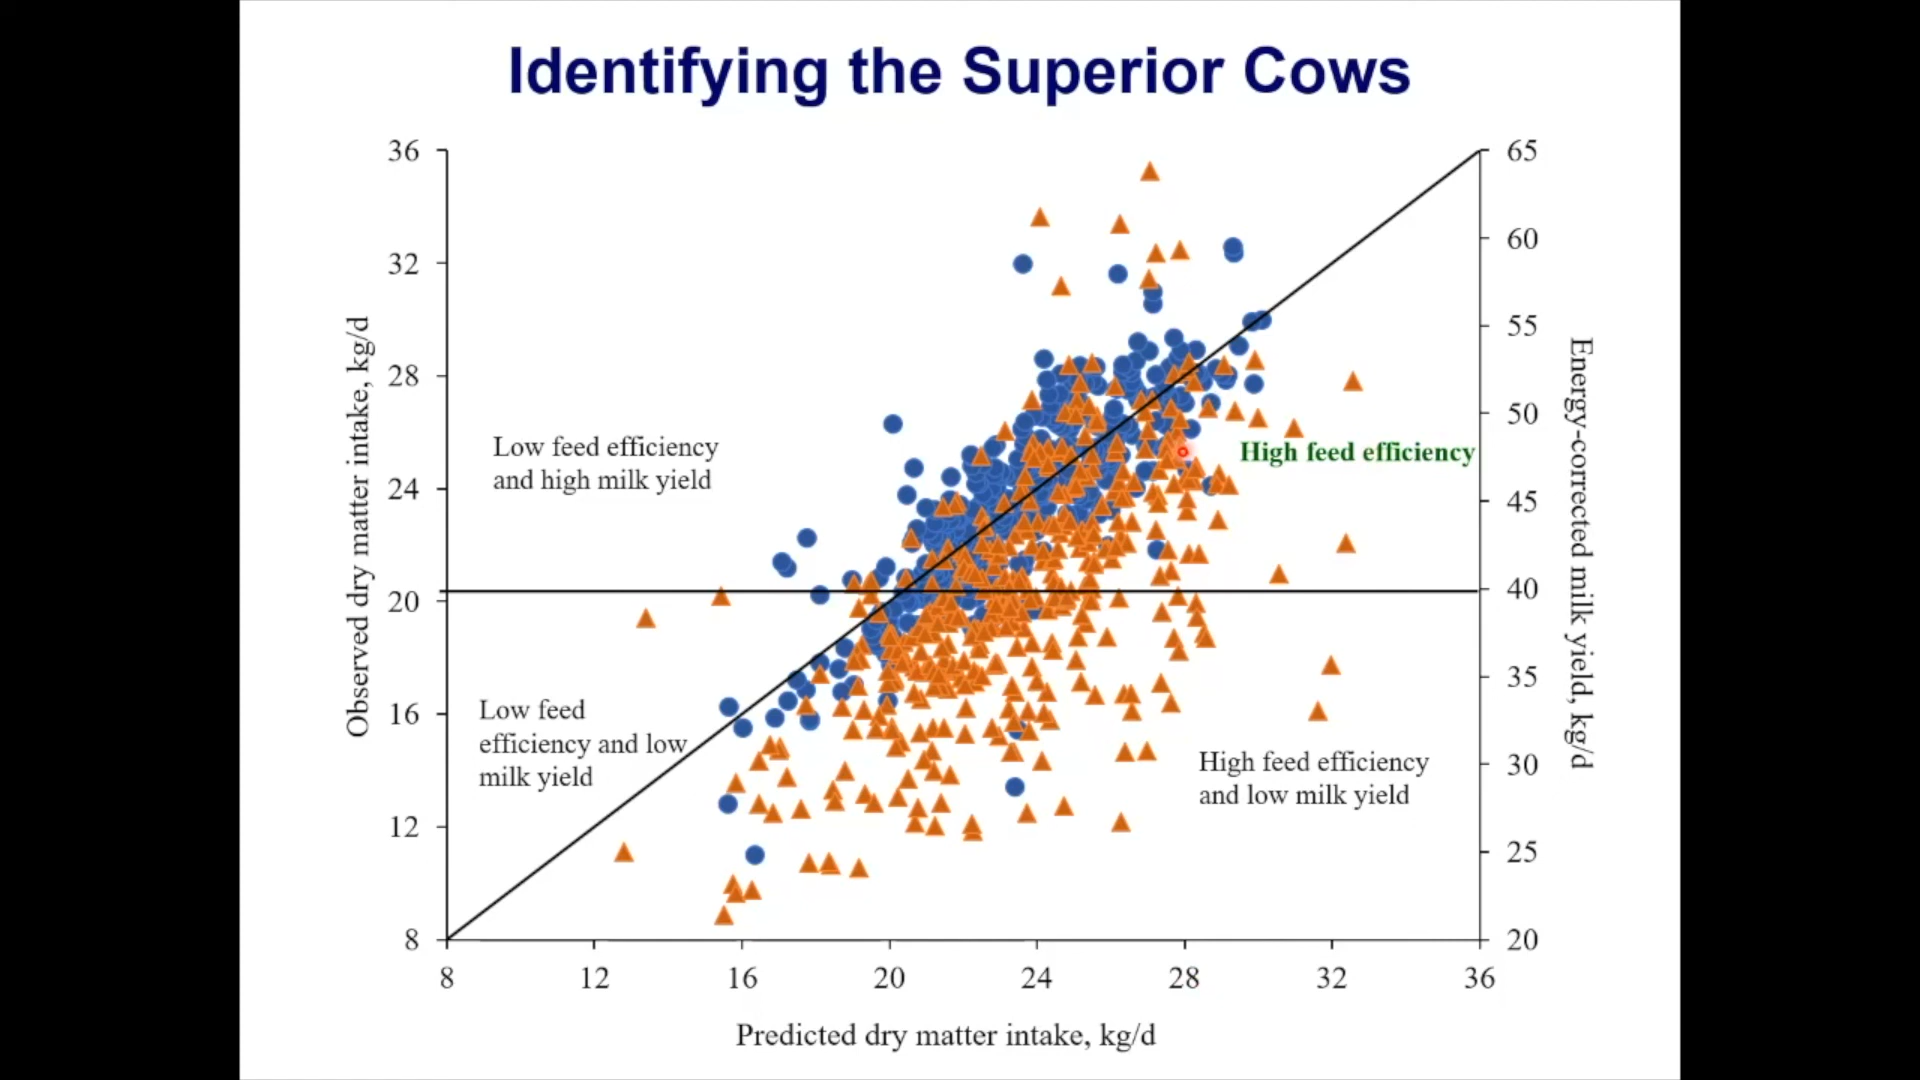 Identifying the Superior Cows
36
32
28
24
20
16
12
8
Observed dry matter intake, kg/d
65
60
55
50
45
40
35
30
25
20
Energy-corrected milk yield, kg/d
Low feed efficiency
and high milk yield
High feed efficiency
Low feed
efficiency and low
milk yield
High feed efficiency
and low milk yield
8
12
16
20
24
28
32
36
Predicted dry matter intake, kg/d